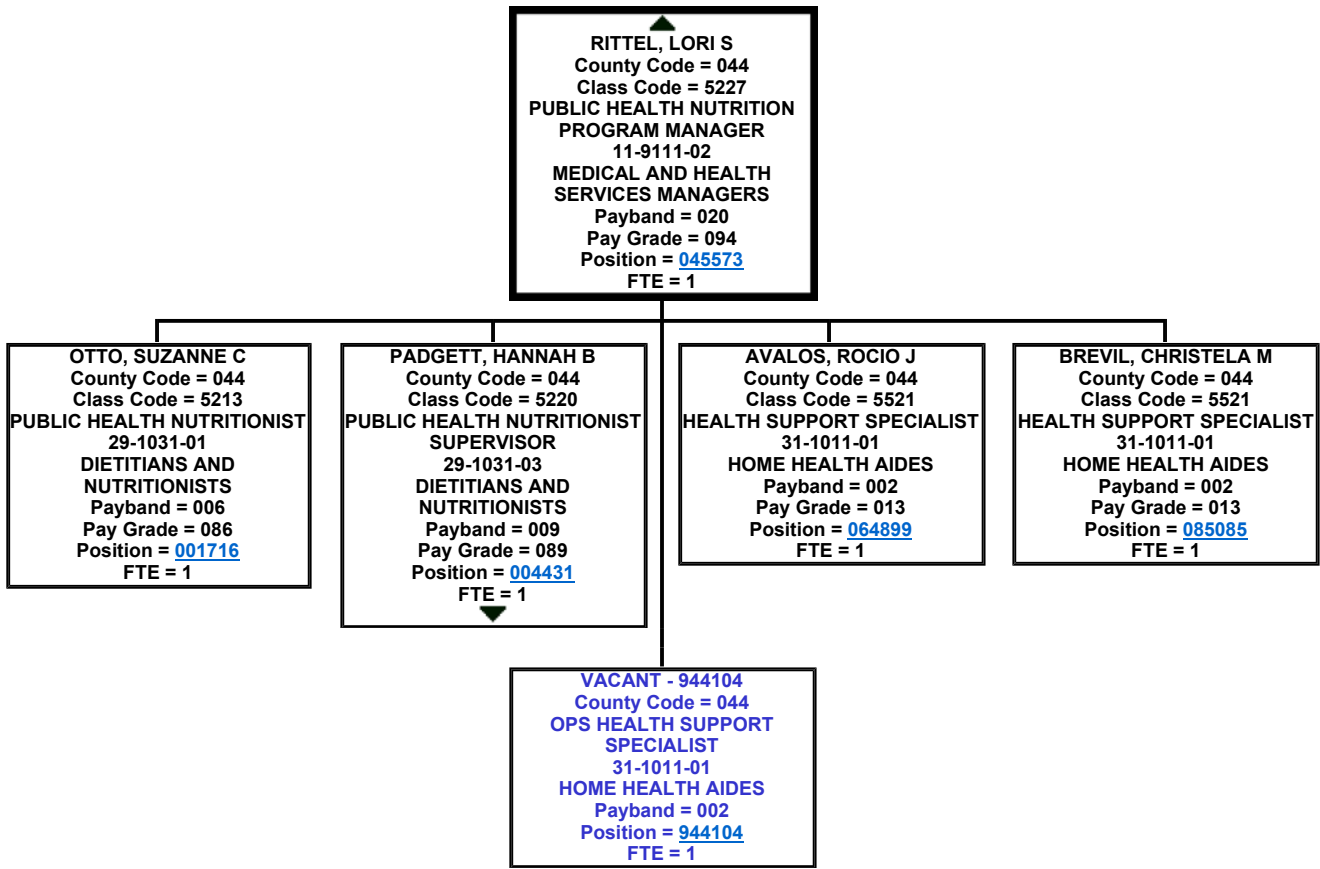 RITTEL, LORI S
County Code = 044
Class Code = 5227
PUBLIC HEALTH NUTRITION
PROGRAM MANAGER
11-9111-02
MEDICAL AND HEALTH
SERVICES MANAGERS
Payband = 020
Pay Grade = 094
Position = 045573
FTE = 1
OTTO, SUZANNE C
County Code = 044
Class Code = 5213
PUBLIC HEALTH NUTRITIONIST
29-1031-01
DIETITIANS AND
NUTRITIONISTS
Payband = 006
Pay Grade = 086
Position = 001716
FTE = 1
PADGETT, HANNAH B
County Code = 044
Class Code = 5220
PUBLIC HEALTH NUTRITIONIST
SUPERVISOR
29-1031-03
DIETITIANS AND
NUTRITIONISTS
Payband = 009
Pay Grade = 089
Position = 004431
FTE = 1
AVALOS, ROCIO J
County Code = 044
Class Code = 5521
HEALTH SUPPORT SPECIALIST
31-1011-01
HOME HEALTH AIDES
Payband = 002
Pay Grade = 013
Position = 064899
FTE = 1
BREVIL, CHRISTELA M
County Code = 044
Class Code = 5521
HEALTH SUPPORT SPECIALIST
31-1011-01
HOME HEALTH AIDES
Payband = 002
Pay Grade = 013
Position = 085085
FTE = 1
VACANT - 944104
County Code = 044
OPS HEALTH SUPPORT
SPECIALIST
31-1011-01
HOME HEALTH AIDES
Payband = 002
Position = 944104
FTE = 1